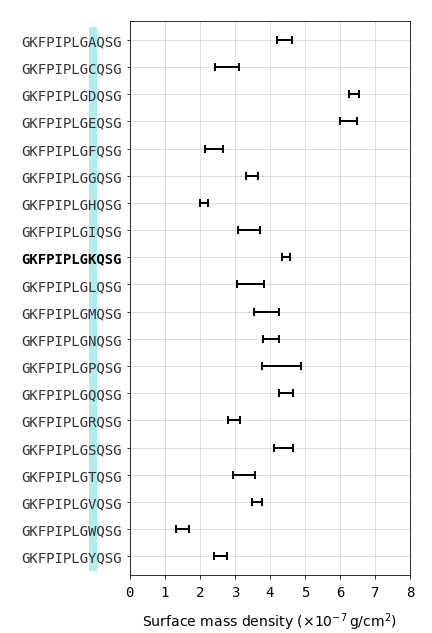 GKFPIPLGAQSG
GKFPIPLGCQSG
GKFPIPLGDQSG
GKFPIPLGEQSG
GKFPIPLGFQSG
GKFPIPLGGQSG
GKFPIPLGHQSG
GKFPIPLGIQSG
GKFPIPLGKQSG
GKFPIPLGLQSG
GKFPIPLGMQSG
GKFPIPLGNQSG
GKFPIPLGPQSG
GKFPIPLGQQSG
GKFPIPLGRQSG
GKFPIPLGSQSG
GKFPIPLGTQSG
GKFPIPLGVQSG
GKFPIPLGWQSG
GKFPIPLGYQSG
0 1 2 3 4 5 6 7 8
Surface mass density (×10⁻⁷ g/cm²)